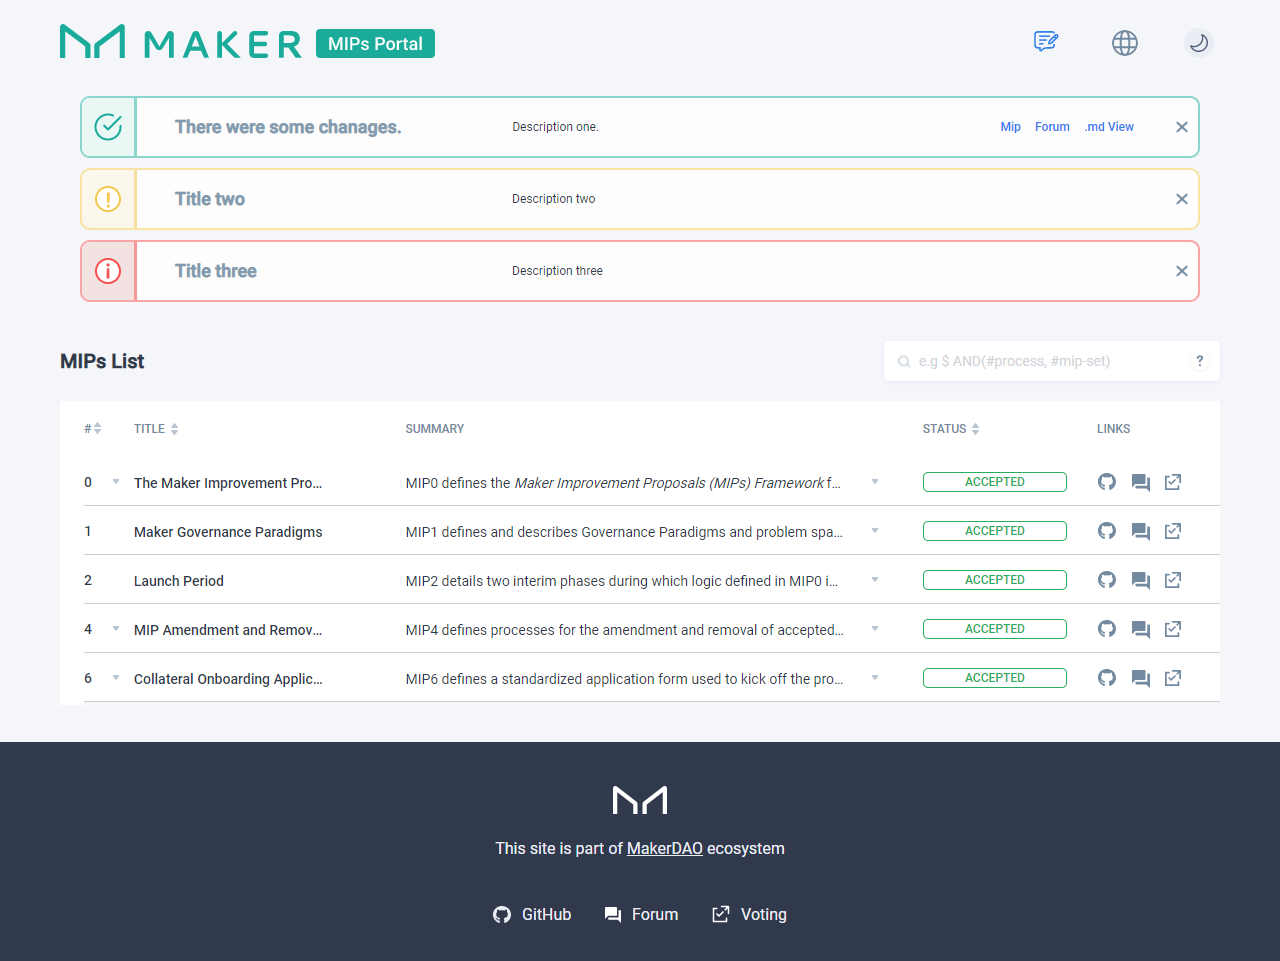 MAKER MIPs Portal
There were some chanages. Description one. Mip Forum .md View
Title two Description two
Title three Description three
MIPs List e.g $ AND(#process, #mip-set) ?
# TITLE SUMMARY STATUS LINKS
0 The Maker Improvement Pro... MIP0 defines the Maker Improvement Proposals (MIPs) Framework f... ACCEPTED
1 Maker Governance Paradigms MIP1 defines and describes Governance Paradigms and problem spa... ACCEPTED
2 Launch Period MIP2 details two interim phases during which logic defined in MIP0 i... ACCEPTED
4 MIP Amendment and Remov... MIP4 defines processes for the amendment and removal of accepted... ACCEPTED
6 Collateral Onboarding Applic... MIP6 defines a standardized application form used to kick off the pro... ACCEPTED
This site is part of MakerDAO ecosystem
GitHub Forum Voting